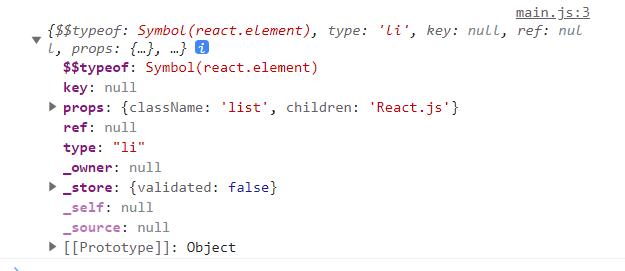 main.js:3
{$$typeof: Symbol(react.element), type: 'li', key: null, ref: nul
l, props: {…}, …} i
$$typeof: Symbol(react.element)
key: null
props: {className: 'list', children: 'React.js'}
ref: null
type: "li"
_owner: null
_store: {validated: false}
_self: null
_source: null
[[Prototype]]: Object